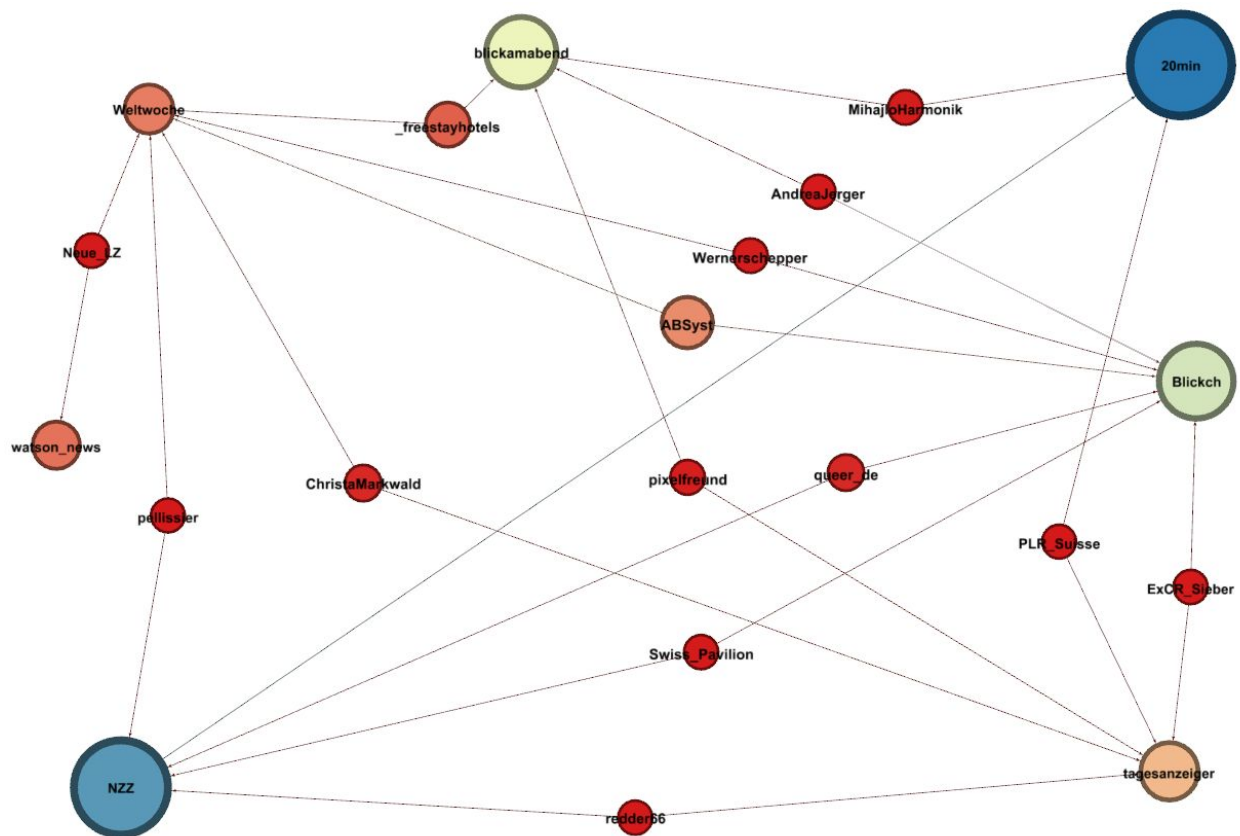 blickamabend
20min
Weltwoche
MihajloHarmonik
_freestayhotels
AndreaJerger
Neue_LZ
Wernerschepper
ABSyst
Blickch
watson_news
ChristaMarkwald
pixelfreund
queer_de
pellissier
PLR_Suisse
ExCR_Sieber
Swiss_Pavilion
tagesanzeiger
NZZ
redder66